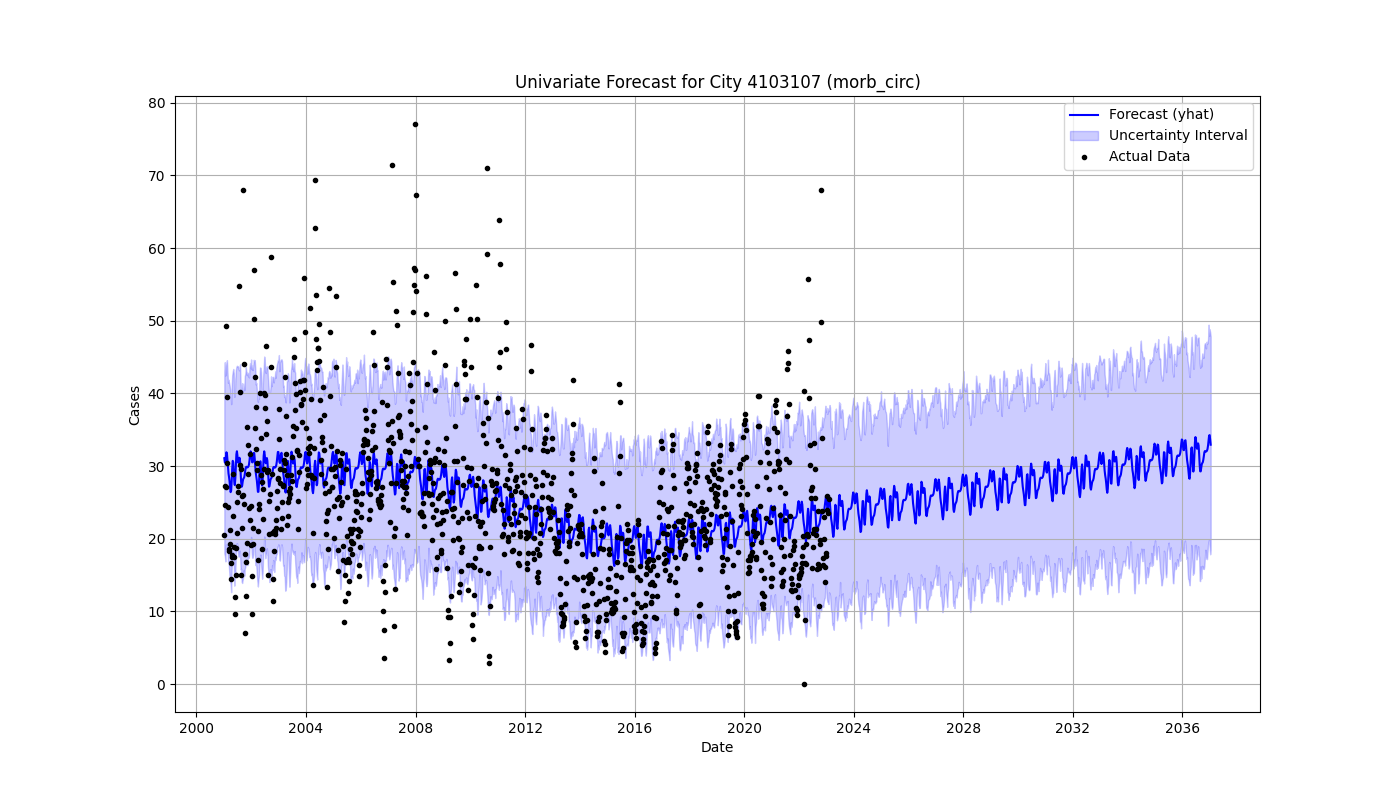 Univariate Forecast for City 4103107 (morb_circ)
Forecast (yhat)
Uncertainty Interval
Actual Data
Cases
80
70
60
50
40
30
20
10
0
2000 2004 2008 2012 2016 2020 2024 2028 2032 2036
Date